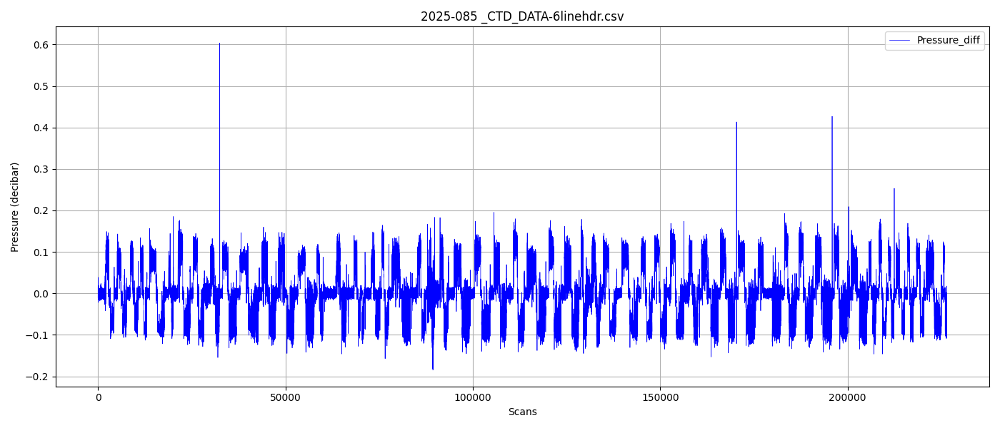 2025-085 _CTD_DATA-6linehdr.csv
Pressure_diff
Pressure (decibar)
0.6
0.5
0.4
0.3
0.2
0.1
0.0
−0.1
−0.2
0 50000 100000 150000 200000
Scans